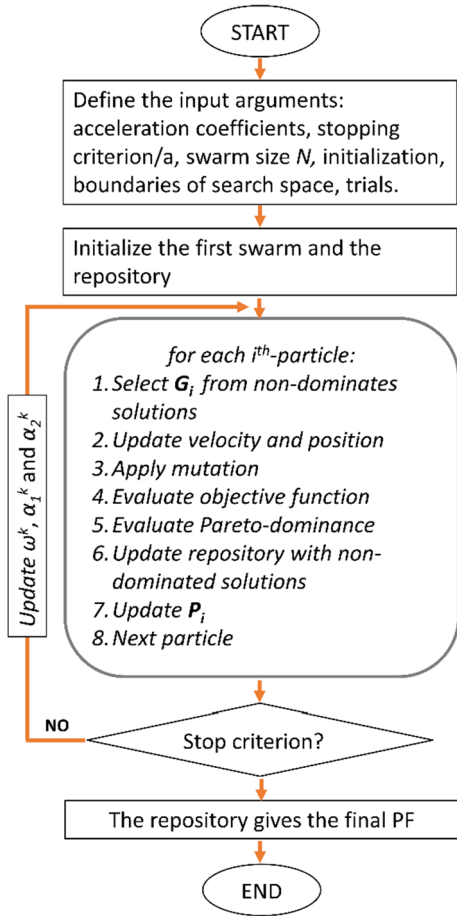 START
Define the input arguments:
acceleration coefficients, stopping
criterion/a, swarm size N, initialization,
boundaries of search space, trials.
Initialize the first swarm and the
repository
for each iᵗʰ-particle:
1. Select Gᵢ from non-dominates
solutions
2. Update velocity and position
3. Apply mutation
4. Evaluate objective function
5. Evaluate Pareto-dominance
6. Update repository with non-
dominated solutions
7. Update Pᵢ
8. Next particle
Update ωᵏ, α₁ᵏ and α₂ᵏ
NO
Stop criterion?
The repository gives the final PF
END